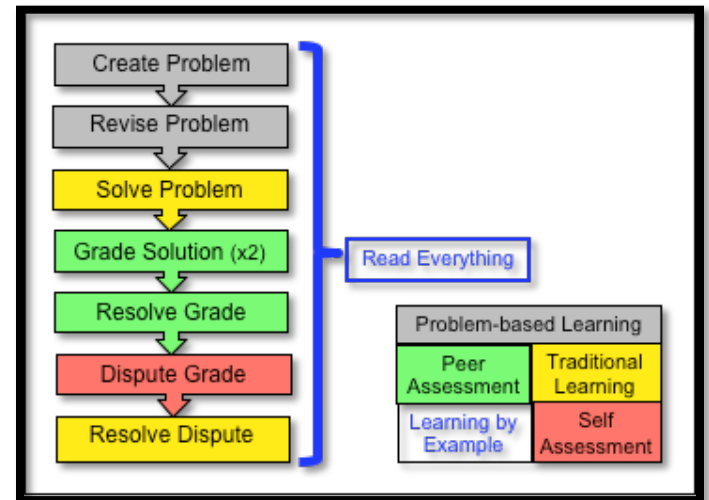 Create Problem
Revise Problem
Solve Problem
Grade Solution (x2)
Resolve Grade
Dispute Grade
Resolve Dispute
Read Everything
Problem-based Learning
Peer
Assessment
Traditional
Learning
Learning by
Example
Self
Assessment